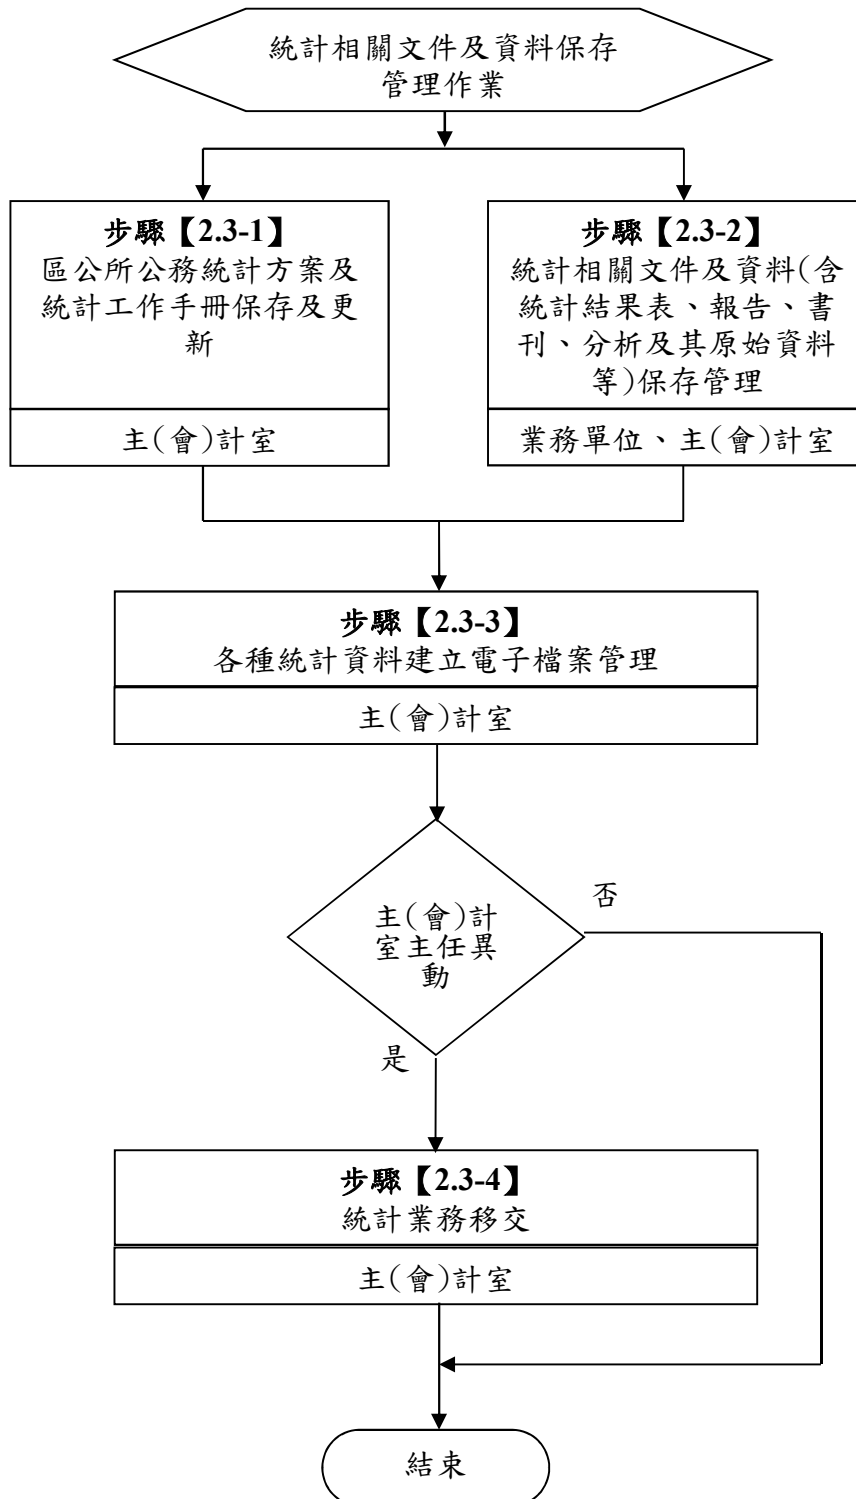 統計相關文件及資料保存
管理作業
步驟【2.3-1】
區公所公務統計方案及
統計工作手冊保存及更
新
主(會)計室
步驟【2.3-2】
統計相關文件及資料(含
統計結果表、報告、書
刊、分析及其原始資料
等)保存管理
業務單位、主(會)計室
步驟【2.3-3】
各種統計資料建立電子檔案管理
主(會)計室
主(會)計
室主任異
動
否
是
步驟【2.3-4】
統計業務移交
主(會)計室
結束